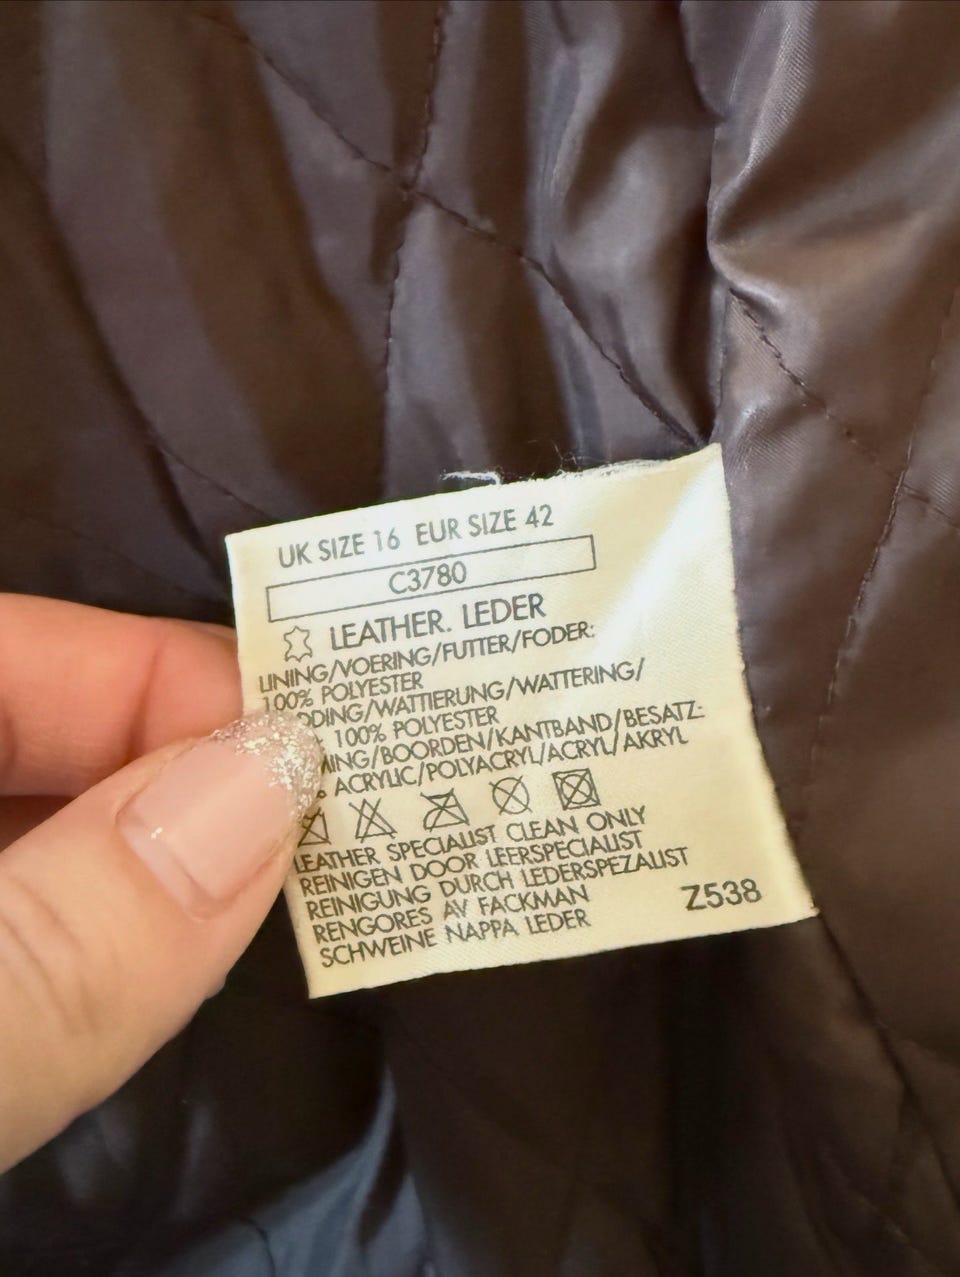 UK SIZE 16 EUR SIZE 42
C3780
LEATHER. LEDER
LINING/VOERING/FUTTER/FODER:
100% POLYESTER
DDING/WATTIERUNG/WATTERING/
100% POLYESTER
MING/BOORDEN/KANTBAND/BESATZ:
% ACRYLIC/POLYACRYL/ACRYL/AKRYL
LEATHER SPECIALIST CLEAN ONLY
REINIGEN DOOR LEERSPECIALIST
REINIGUNG DURCH LEDERSPEZALIST
RENGORES AV FACKMAN
SCHWEINE NAPPA LEDER
Z538